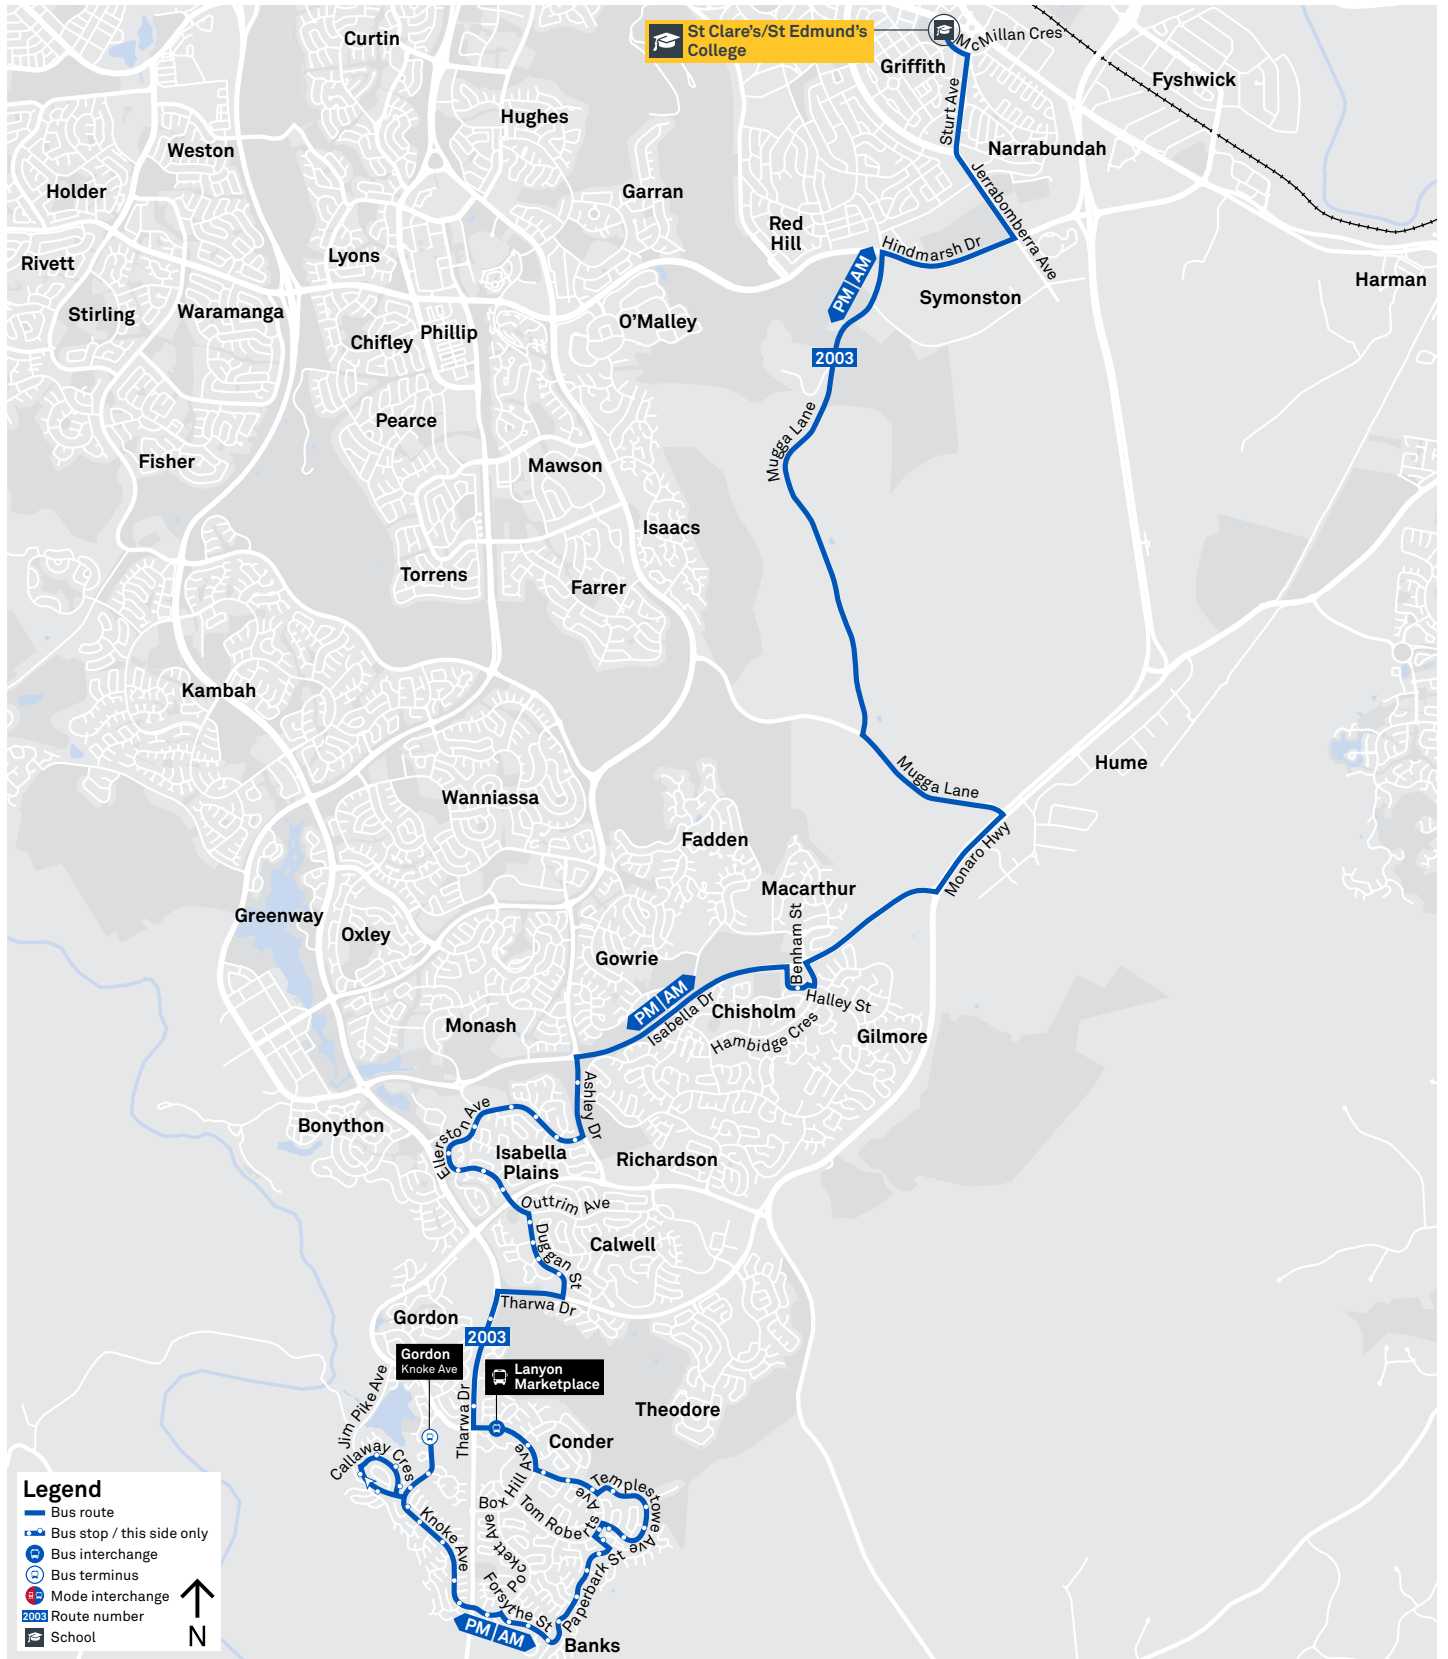 Curtin
St Clare's/St Edmund's
College
McMillan Cres
Griffith
Fyshwick
Hughes
Sturt Ave
Weston
Narrabundah
Holder
Garran
Jerrabomberra Ave
Red
Hill
Hindmarsh Dr
Lyons
Rivett
PM | AM
Harman
Symonston
Stirling
Waramanga
O'Malley
Chifley
Phillip
2003
Pearce
Mugga Lane
Fisher
Mawson
Isaacs
Torrens
Farrer
Kambah
Mugga Lane
Hume
Wanniassa
Fadden
Monaro Hwy
Macarthur
Greenway
Oxley
Benham St
Gowrie
PM | AM
Isabella Dr
Halley St
Chisholm
Monash
Hambidge Cres
Gilmore
Ashley Dr
Ellerston Ave
Bonython
Isabella
Plains
Richardson
Outtrim Ave
Duggan St
Calwell
Tharwa Dr
Gordon
2003
Gordon
Knoke Ave
Lanyon
Marketplace
Jim Pike Ave
Tharwa Dr
Theodore
Conder
Callaway Cres
Box Hill Ave
Templestowe Ave
Tom Roberts Ave
Knoke Ave
Pockett Ave
Forsythe St
Paperbark St
PM | AM
Banks
Legend
Bus route
Bus stop / this side only
Bus interchange
Bus terminus
Mode interchange
2003 Route number
School
N